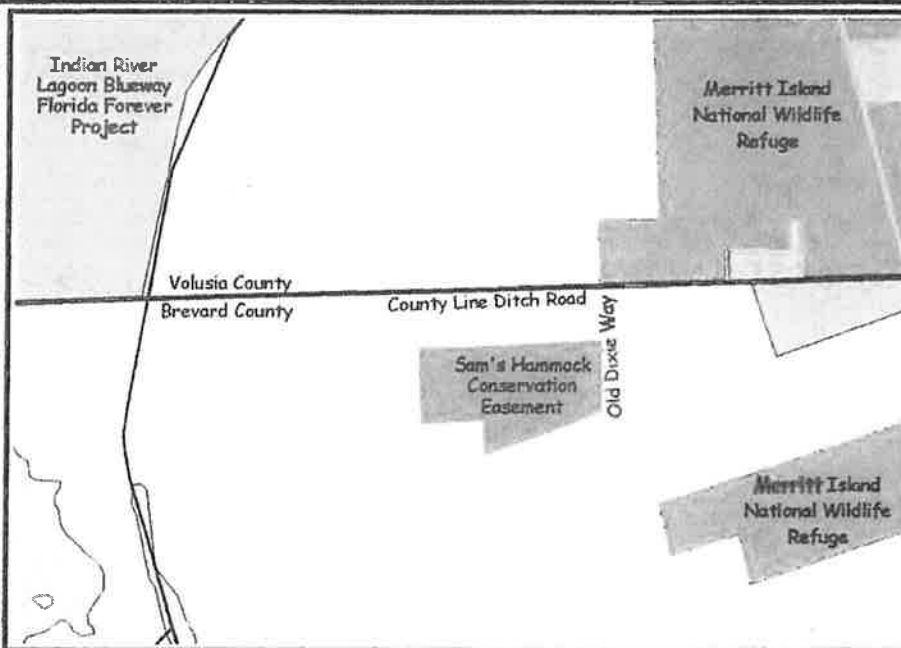 Indian River
Lagoon Blueway
Florida Forever
Project
Merritt Island
National Wildlife
Refuge
Volusia County
Brevard County
County Line Ditch Road
Old Dixie Way
Sam's Hammock
Conservation
Easement
Merritt Island
National Wildlife
Refuge